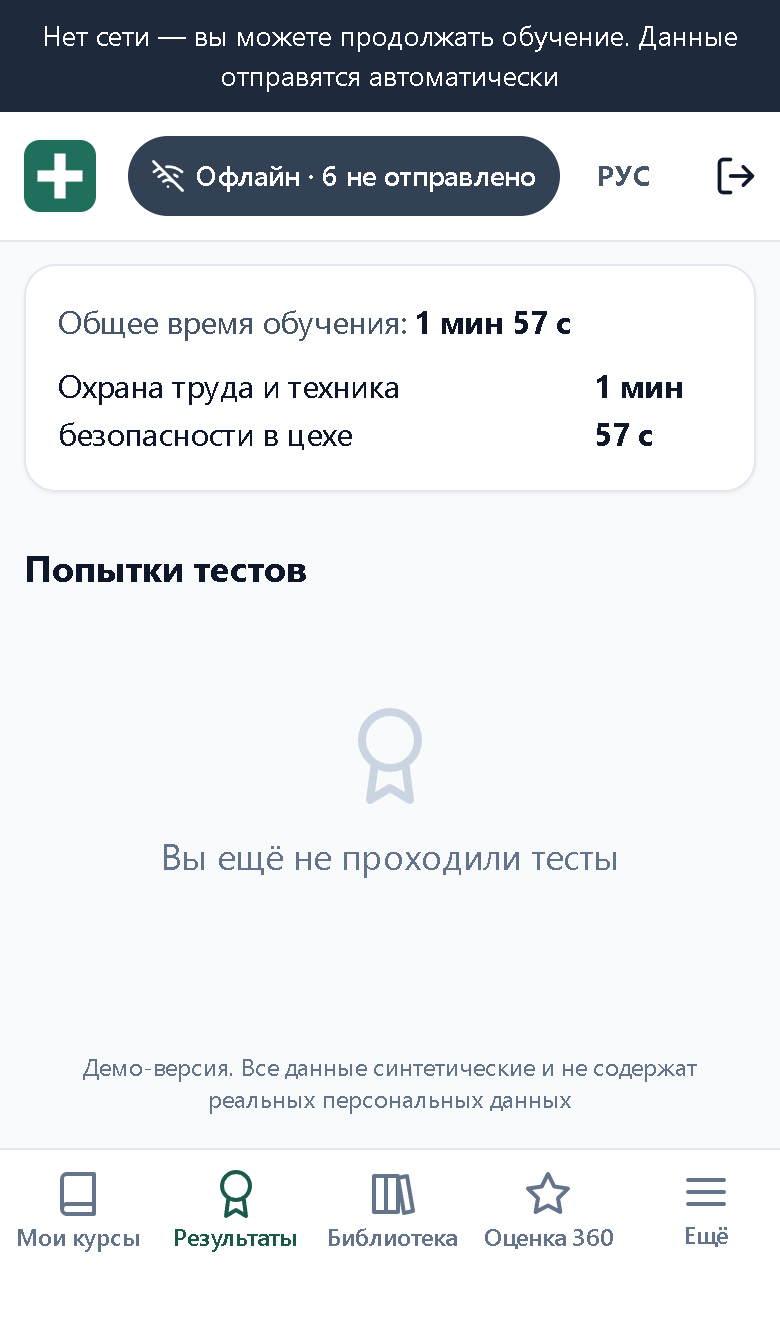 Нет сети — вы можете продолжать обучение. Данные
отправятся автоматически
Офлайн · 6 не отправлено
РУС
Общее время обучения: 1 мин 57 с
Охрана труда и техника
безопасности в цехе
1 мин
57 с
Попытки тестов
Вы ещё не проходили тесты
Демо-версия. Все данные синтетические и не содержат
реальных персональных данных
Мои курсы
Результаты
Библиотека
Оценка 360
Ещё